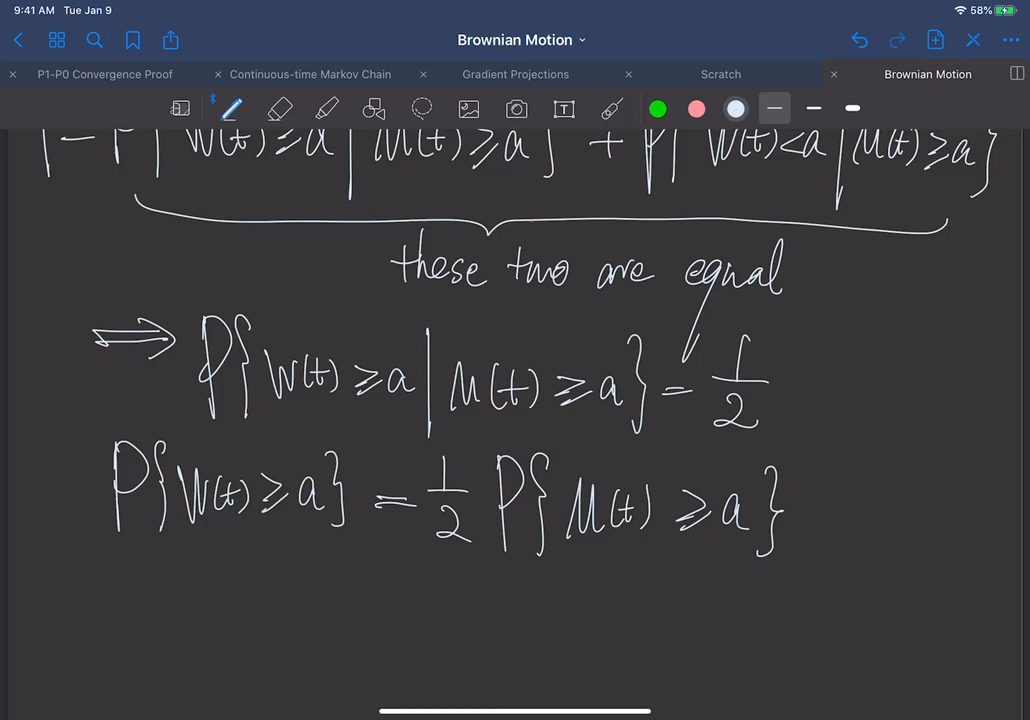 9:41 AM Tue Jan 9 58%
Brownian Motion
P1-P0 Convergence Proof Continuous-time Markov Chain Gradient Projections Scratch Brownian Motion
1 = P{ W(t) ≥ a | M(t) ≥ a } + P{ W(t) < a | M(t) ≥ a }
these two are equal
⟹ P{ W(t) ≥ a | M(t) ≥ a } = 1/2
P{ W(t) ≥ a } = 1/2 P{ M(t) ≥ a }